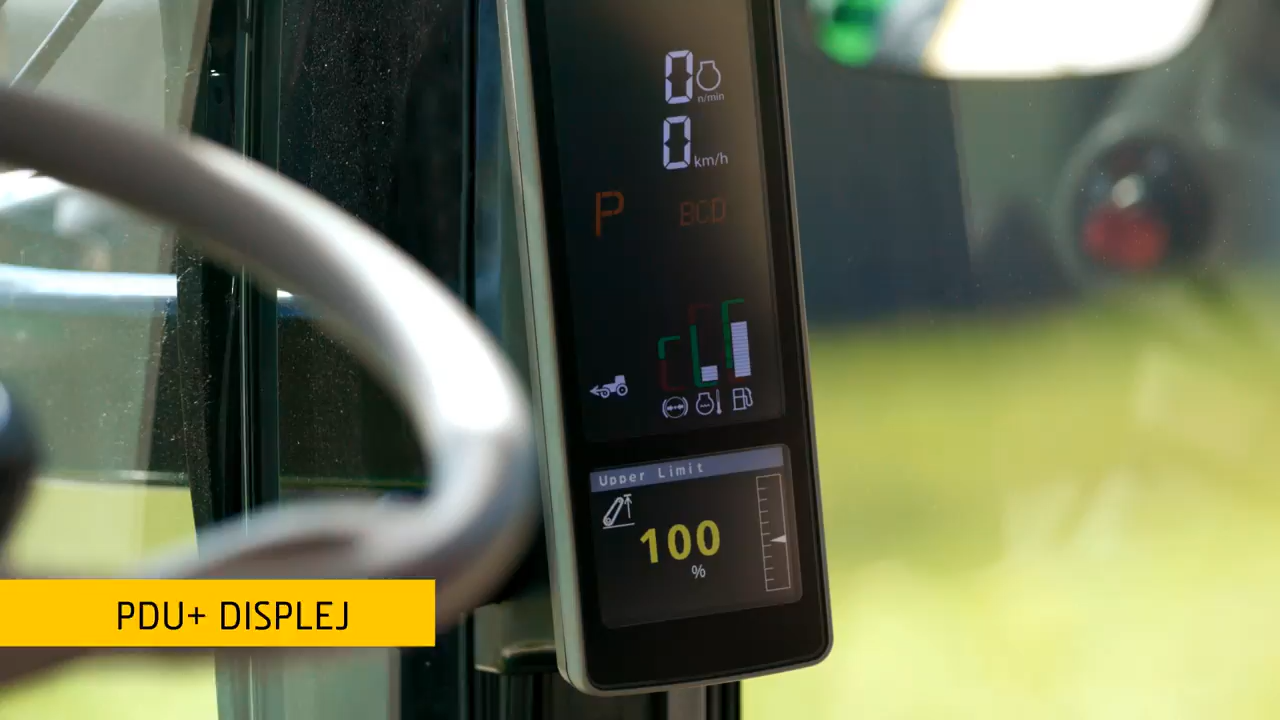 0 n/min
0 km/h
P BCD
Upper Limit
100
%
PDU+ DISPLEJ